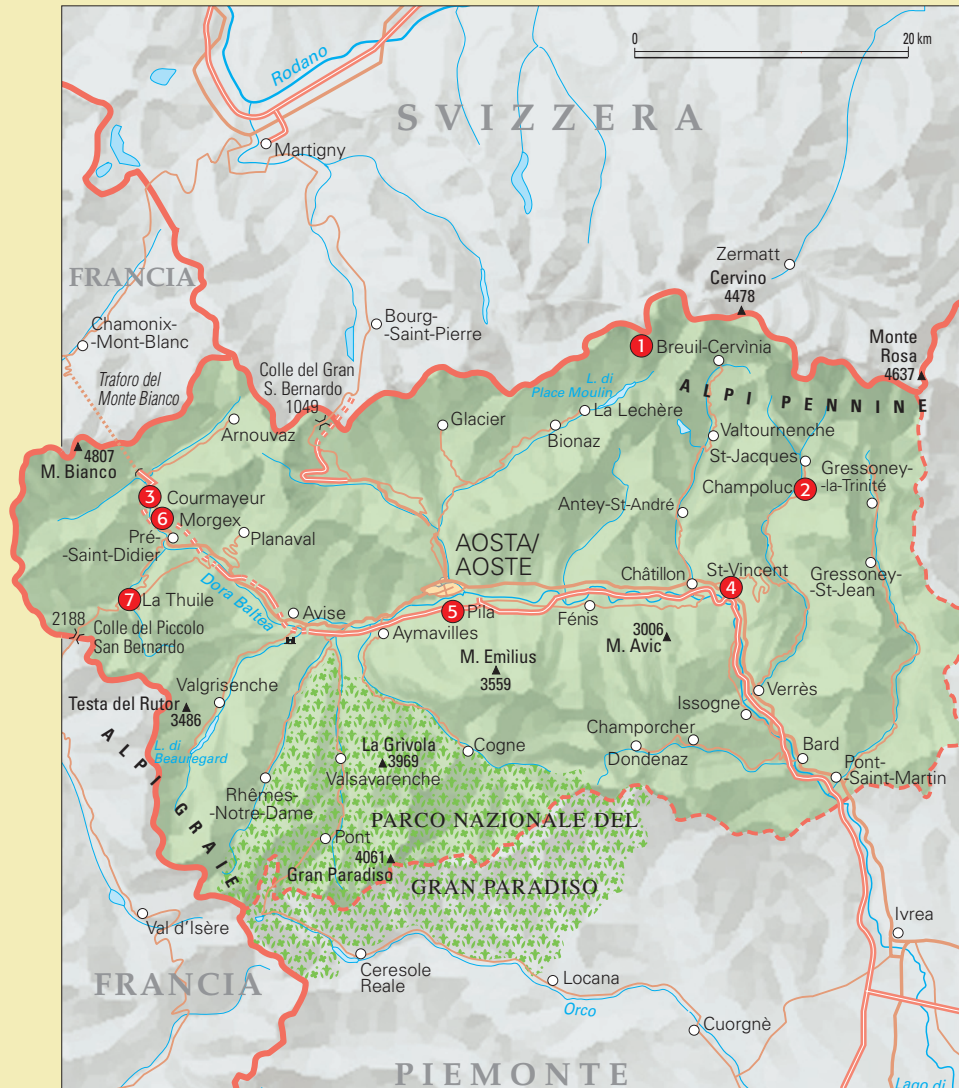 0 20 km
Rodano
SVIZZERA
Martigny
Zermatt
Cervino
4478
FRANCIA
Bourg-
-Saint-Pierre
Chamonix-
-Mont-Blanc
Monte
Rosa
4637
1 Breuil-Cervìnia
Traforo del
Monte Bianco
Colle del Gran
S. Bernardo
1049
L. di
Place Moulin
ALPI PENNINE
La Lechère
Glacier
Bionaz
Arnouvaz
Valtournenche
4807
M. Bianco
St-Jacques
Gressoney-
-la-Trinité
3 Courmayeur
Champoluc 2
6 Morgex
Antey-St-André
Planaval
Pré-
-Saint-Didier
AOSTA/
AOSTE
Dora Baltea
Châtillon
St-Vincent
4
Gressoney-
St-Jean
7 La Thuile
Avise
5 Pila
Fénis
2188
Colle del Piccolo
San Bernardo
Aymavilles
3006
M. Avic
M. Emìlius
3559
Valgrisenche
Testa del Rutor
3486
Verrès
Issogne
L. di
Beauregard
Champorcher
Dondenaz
Cogne
La Grivola
3969
Valsavarenche
Bard
Pont-
-Saint-Martin
ALPI GRAIE
Rhêmes-
-Notre-Dame
PARCO NAZIONALE DEL
Pont
4061
Gran Paradiso
GRAN PARADISO
Val d'Isère
Ivrea
Ceresole
Reale
FRANCIA
Locana
Orco
Cuorgnè
PIEMONTE
Lago di